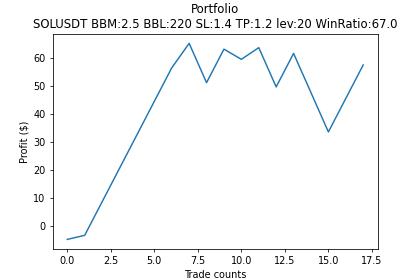 Portfolio
SOLUSDT BBM:2.5 BBL:220 SL:1.4 TP:1.2 lev:20 WinRatio:67.0
60
50
40
30
20
10
0
Profit ($)
0.0 2.5 5.0 7.5 10.0 12.5 15.0 17.5
Trade counts